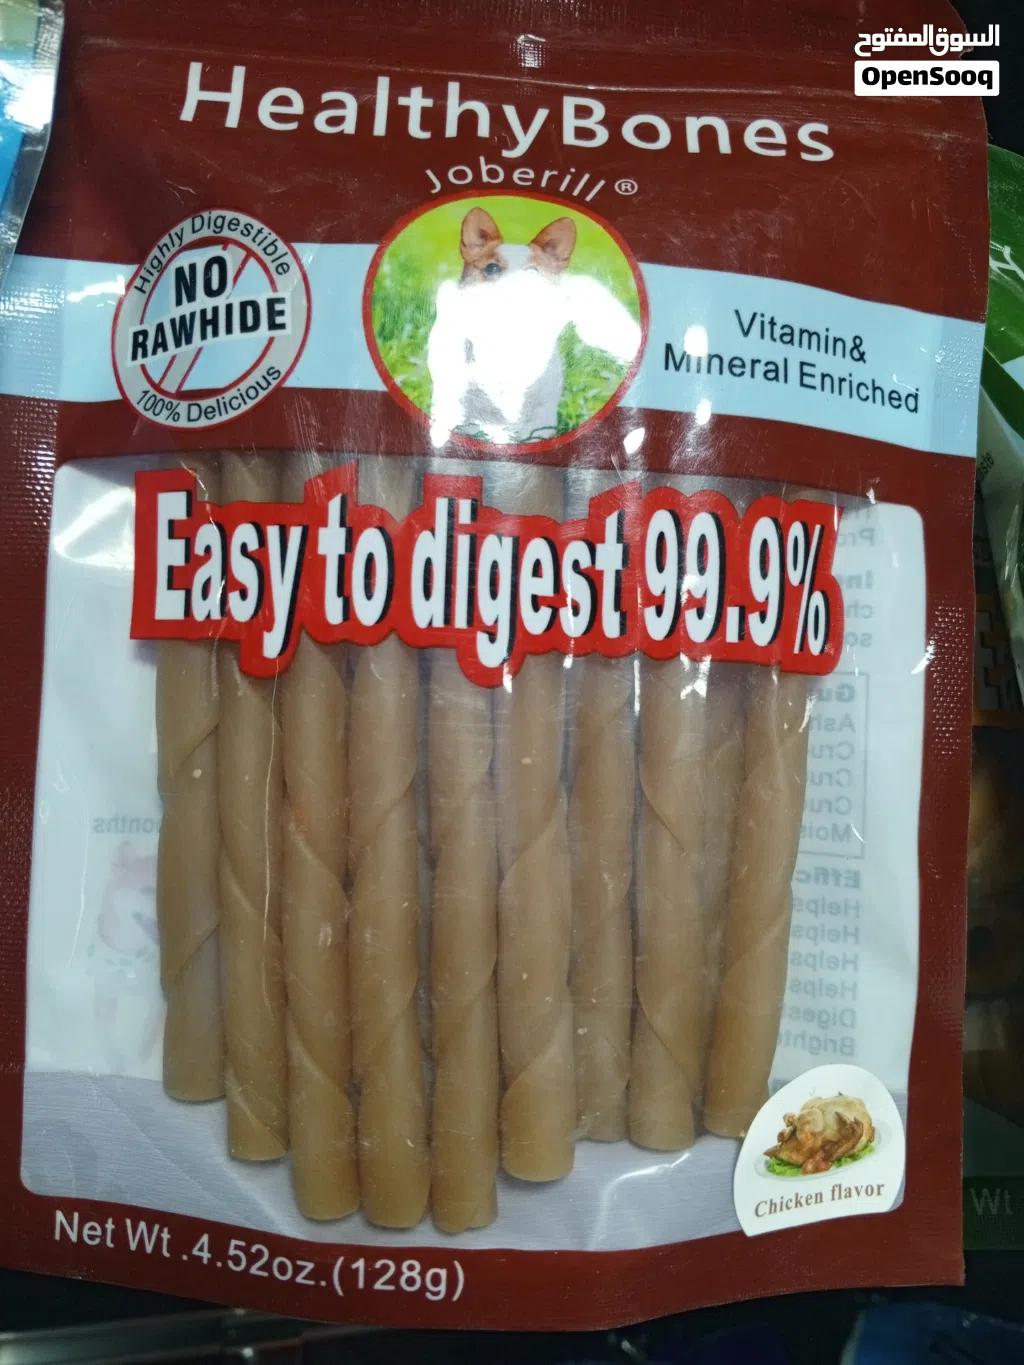 السوق المفتوح
OpenSooq
HealthyBones
Joberill®
Highly Digestible
NO
RAWHIDE
100% Delicious
Vitamin&
Mineral Enriched
Easy to digest 99.9%
Chicken flavor
Net Wt .4.52oz.(128g)
Wt